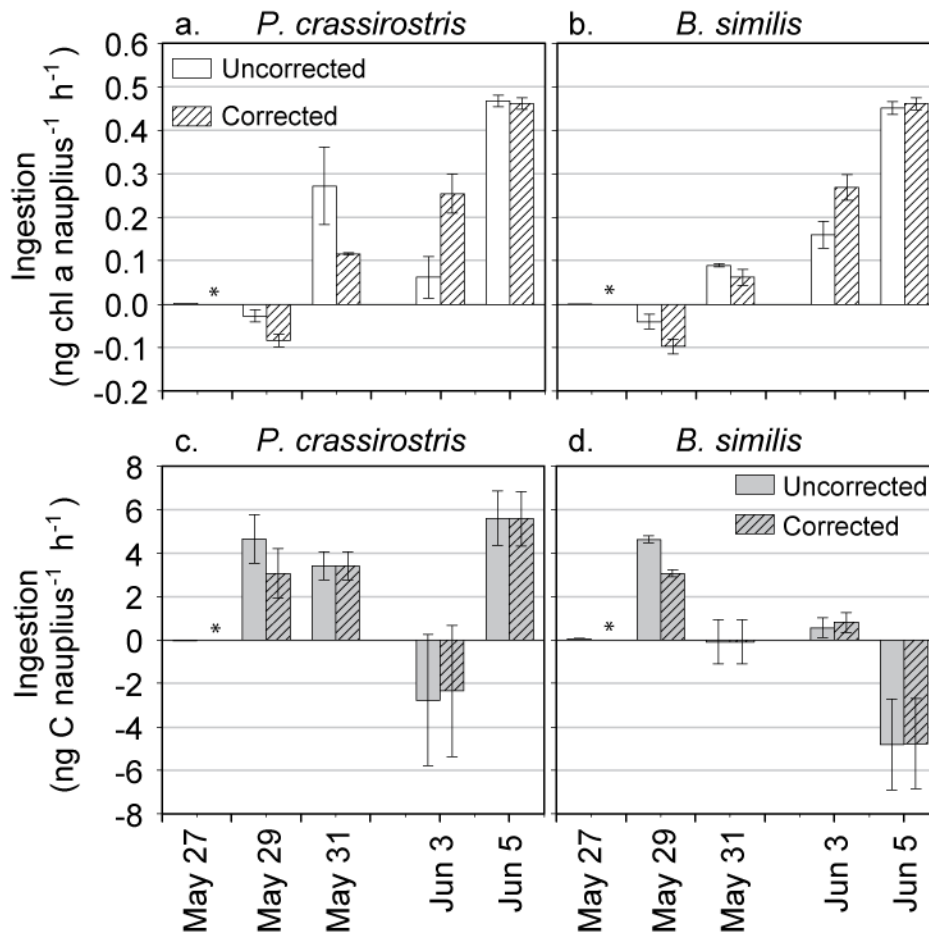 a. P. crassirostris
b. B. similis
Ingestion
(ng chl a nauplius⁻¹ h⁻¹)
0.6
0.5
0.4
0.3
0.2
0.1
0.0
-0.1
-0.2
Uncorrected
Corrected
*
*
c. P. crassirostris
d. B. similis
Ingestion
(ng C nauplius⁻¹ h⁻¹)
8
6
4
2
0
-2
-4
-6
-8
Uncorrected
Corrected
*
*
May 27
May 29
May 31
Jun 3
Jun 5
May 27
May 29
May 31
Jun 3
Jun 5